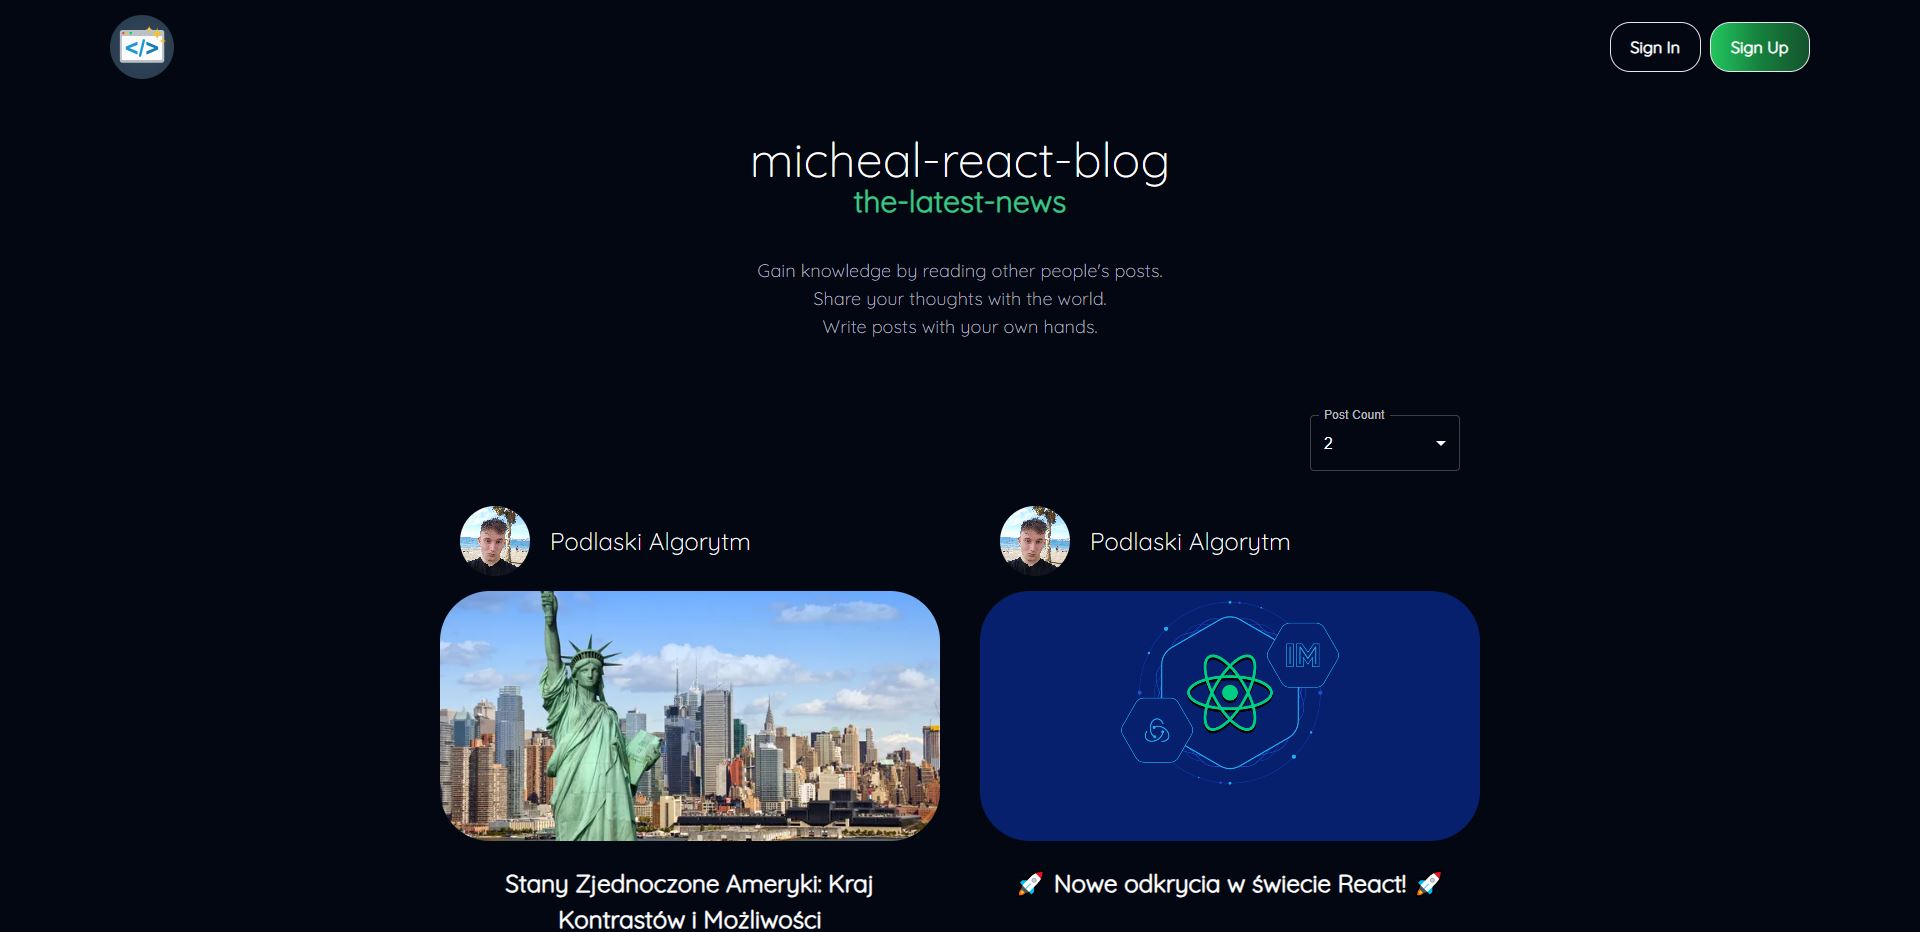 </>
Sign In
Sign Up
micheal-react-blog
the-latest-news
Gain knowledge by reading other people's posts.
Share your thoughts with the world.
Write posts with your own hands.
Post Count
2
Podlaski Algorytm
Podlaski Algorytm
IM
Stany Zjednoczone Ameryki: Kraj
Kontrastów i Możliwości
🚀 Nowe odkrycia w świecie React! 🚀